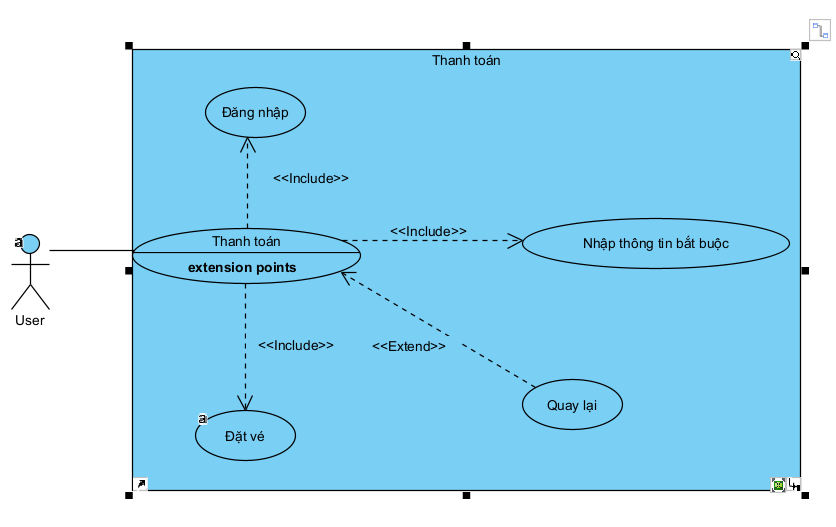 Thanh toán
Đăng nhập
<<Include>>
Thanh toán
extension points
<<Include>>
Nhập thông tin bắt buộc
a
User
<<Include>>
<<Extend>>
Quay lại
a
Đặt vé